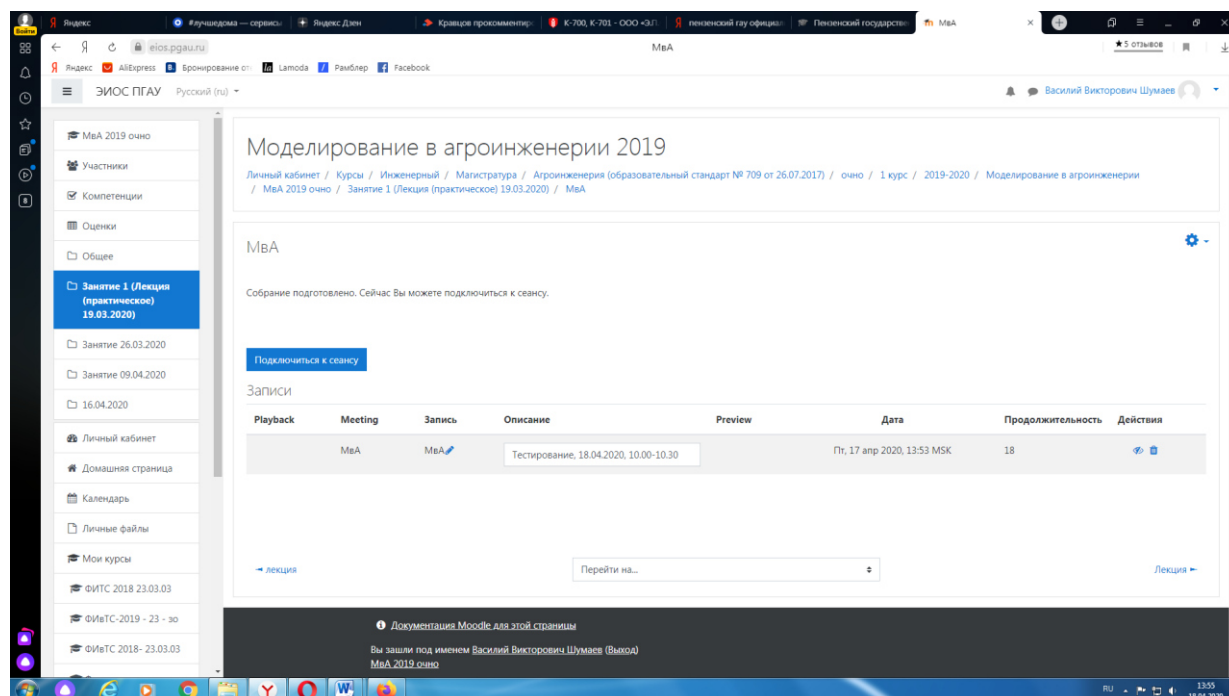 Войти
Яндекс
#лучшедома — сервисы
Яндекс Дзен
Кравцов прокомментиро
К-700, К-701 - ООО «ЭЛ
пензенский гау официал
Пензенский государстве
МвА
eios.pgau.ru
МвА
★5 отзывов
Яндекс
AliExpress
Бронирование от
Lamoda
Рамблер
Facebook
ЭИОС ПГАУ Русский (ru)
Василий Викторович Шумаев
МвА 2019 очно
Участники
Компетенции
Оценки
Общее
Занятие 1 (Лекция
(практическое)
19.03.2020)
Занятие 26.03.2020
Занятие 09.04.2020
16.04.2020
Личный кабинет
Домашняя страница
Календарь
Личные файлы
Мои курсы
ФИТС 2018 23.03.03
ФИвТС-2019 - 23 - зо
ФИвТС 2018- 23.03.03
Моделирование в агроинженерии 2019
Личный кабинет / Курсы / Инженерный / Магистратура / Агроинженерия (образовательный стандарт № 709 от 26.07.2017) / очно / 1 курс / 2019-2020 / Моделирование в агроинженерии
/ МвА 2019 очно / Занятие 1 (Лекция (практическое) 19.03.2020) / МвА
МвА
Собрание подготовлено. Сейчас Вы можете подключиться к сеансу.
Подключиться к сеансу
Записи
Playback Meeting Запись Описание Preview Дата Продолжительность Действия
МвА МвА Тестирование, 18.04.2020, 10.00-10.30 Пт, 17 апр 2020, 13:53 MSK 18
◄ лекция
Перейти на...
Лекция ►
Документация Moodle для этой страницы
Вы зашли под именем Василий Викторович Шумаев (Выход)
МвА 2019 очно
RU
13:55
18.04.2020